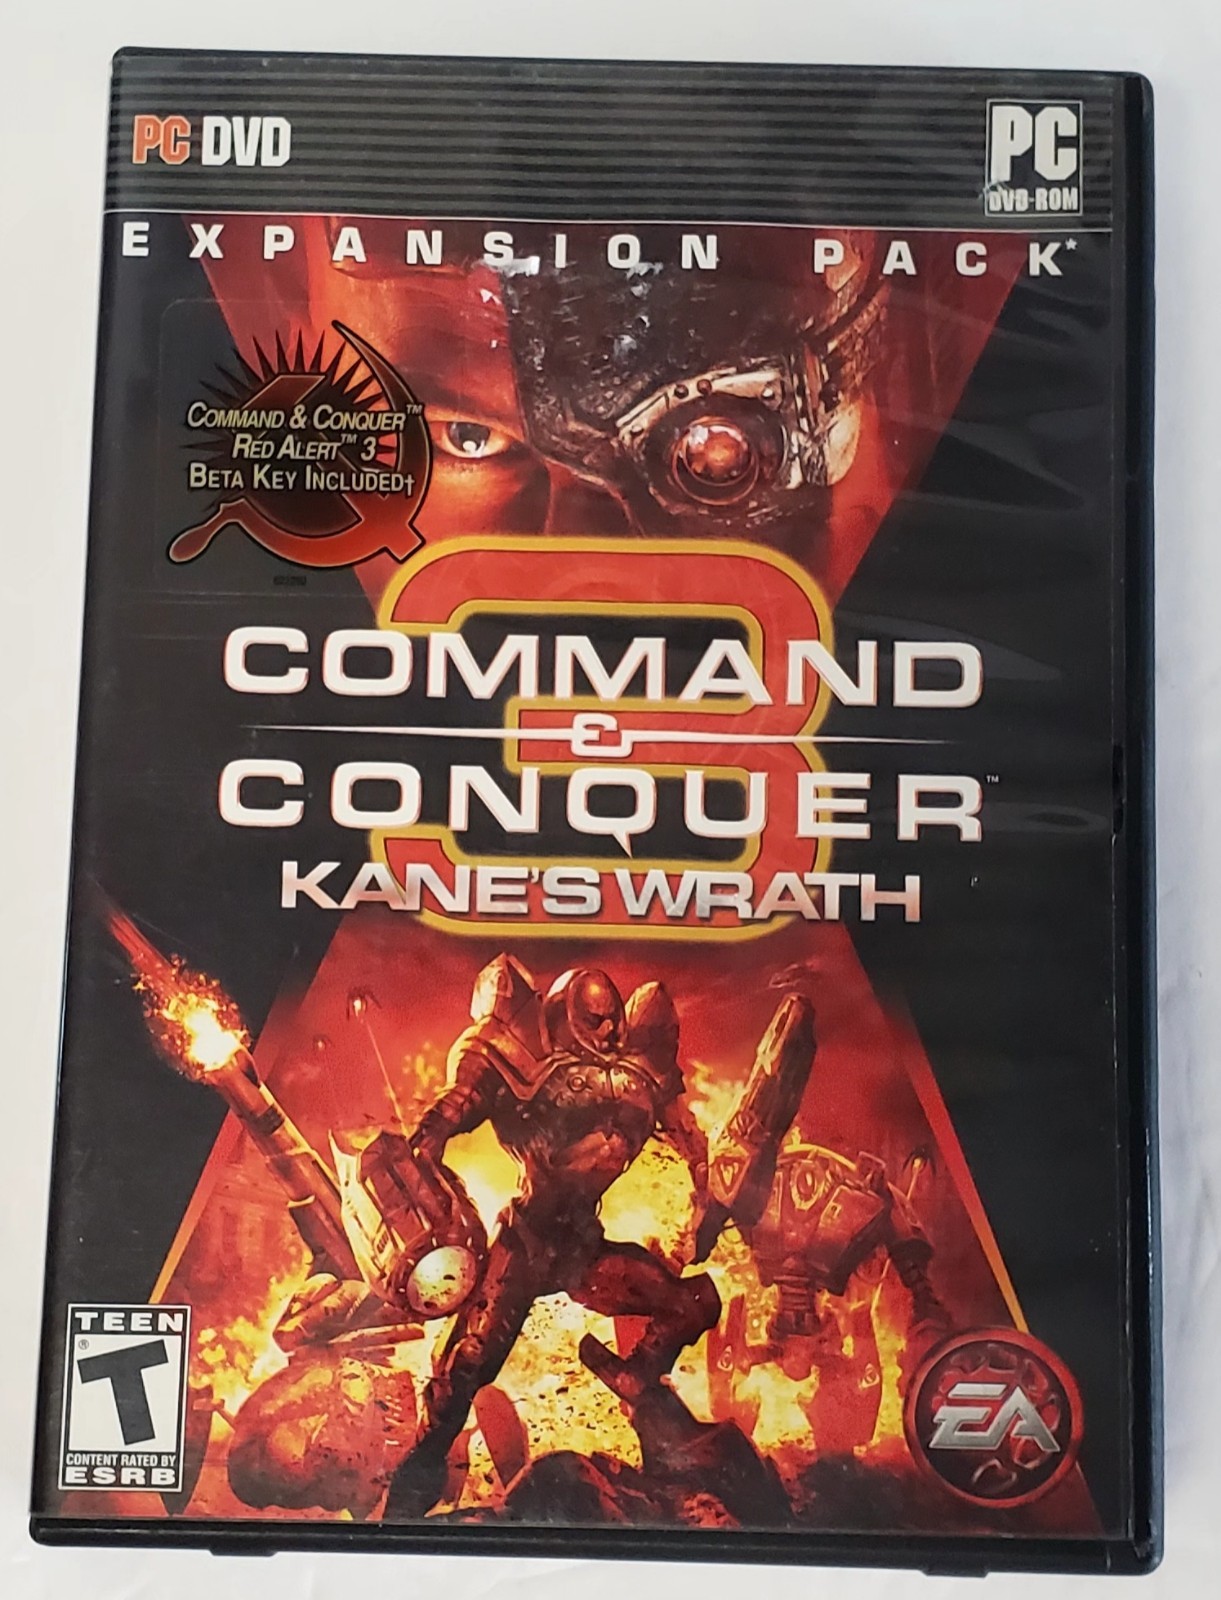 PC DVD
PC
DVD-ROM
EXPANSION PACK*
COMMAND & CONQUER™
RED ALERT™ 3
BETA KEY INCLUDED†
3
COMMAND
&
CONQUER™
KANE'S WRATH
TEEN
T®
CONTENT RATED BY
ESRB
EA